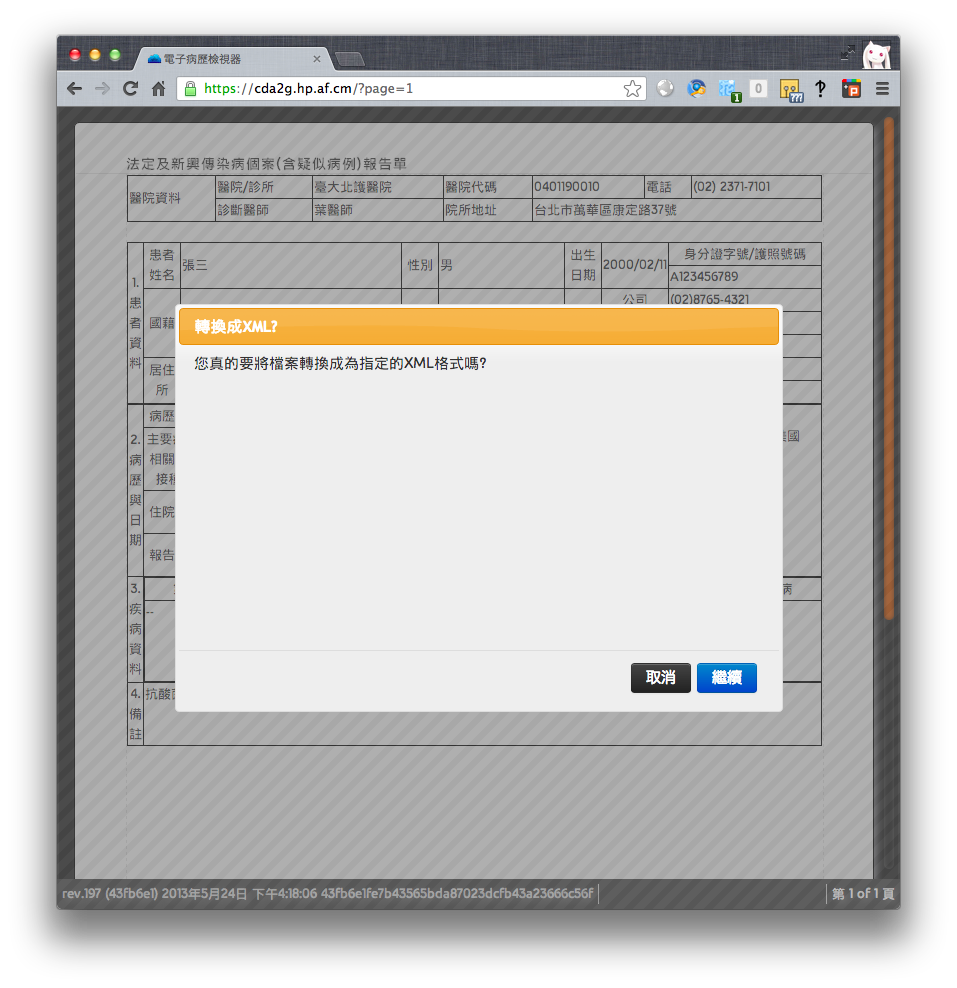 電子病歷檢視器
https://cda2g.hp.af.cm/?page=1
1
0
777
法定及新興傳染病個案(含疑似病例)報告單
醫院資料 醫院/診所 臺大北護醫院 醫院代碼 0401190010 電話 (02) 2371-7101
診斷醫師 葉醫師 院所地址 台北市萬華區康定路37號
1.患者資料 患者姓名 張三 性別 男 出生日期 2000/02/11 身分證字號/護照號碼
A123456789
國籍 公司 (02)8765-4321
轉換成XML?
您真的要將檔案轉換成為指定的XML格式嗎?
居住
所
2.病歷與日期 病歷
主要
相關 國
接種
住院
報告
3.疾病資料 病
--
取消 繼續
4.備註 抗酸
rev.197 (43fb6e1) 2013年5月24日 下午4:18:06 43fb6e1fe7b43565bda87023dcfb43a23666c56f
第 1 of 1 頁